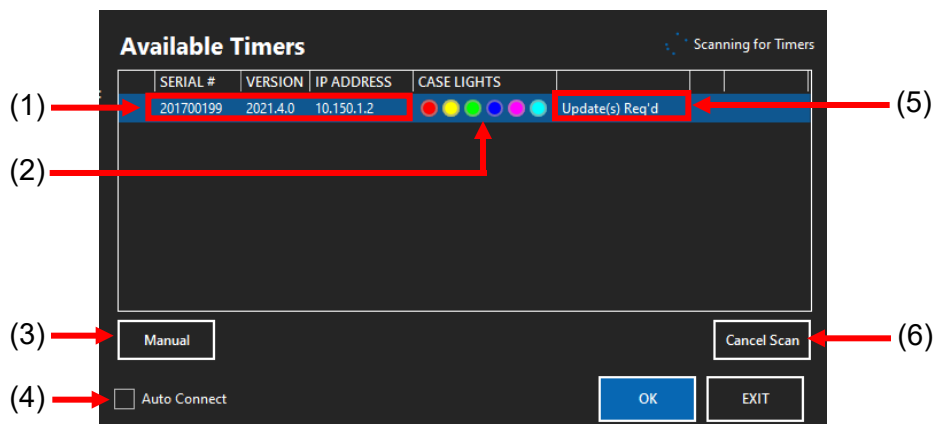 Available Timers
Scanning for Timers
SERIAL # VERSION IP ADDRESS CASE LIGHTS
(1) 201700199 2021.4.0 10.150.1.2 Update(s) Req'd (5)
(2)
(3) Manual Cancel Scan (6)
(4) Auto Connect OK EXIT